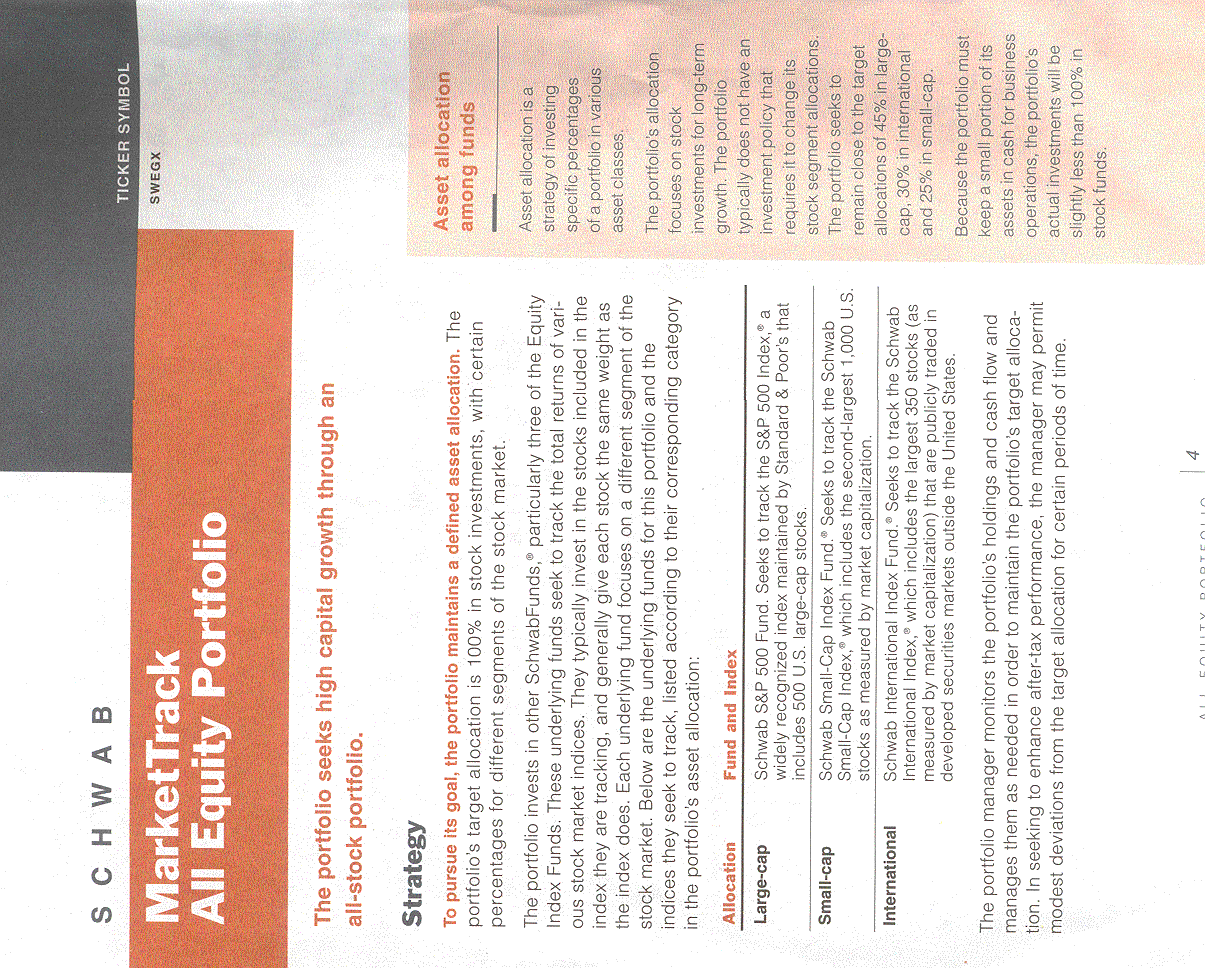 S C H W A B
TICKER SYMBOL
SWEGX
MarketTrack
All Equity Portfolio
The portfolio seeks high capital growth through an
all-stock portfolio.
Strategy
To pursue its goal, the portfolio maintains a defined asset allocation. The
portfolio's target allocation is 100% in stock investments, with certain
percentages for different segments of the stock market.
The portfolio invests in other SchwabFunds,® particularly three of the Equity
Index Funds. These underlying funds seek to track the total returns of vari-
ous stock market indices. They typically invest in the stocks included in the
index they are tracking, and generally give each stock the same weight as
the index does. Each underlying fund focuses on a different segment of the
stock market. Below are the underlying funds for this portfolio and the
indices they seek to track, listed according to their corresponding category
in the portfolio's asset allocation:
Allocation Fund and Index
Large-cap Schwab S&P 500 Fund. Seeks to track the S&P 500 Index,® a
widely recognized index maintained by Standard & Poor's that
includes 500 U.S. large-cap stocks.
Small-cap Schwab Small-Cap Index Fund.® Seeks to track the Schwab
Small-Cap Index,® which includes the second-largest 1,000 U.S.
stocks as measured by market capitalization.
International Schwab International Index Fund.® Seeks to track the Schwab
International Index,® which includes the largest 350 stocks (as
measured by market capitalization) that are publicly traded in
developed securities markets outside the United States.
The portfolio manager monitors the portfolio's holdings and cash flow and
manages them as needed in order to maintain the portfolio's target alloca-
tion. In seeking to enhance after-tax performance, the manager may permit
modest deviations from the target allocation for certain periods of time.
Asset allocation
among funds
Asset allocation is a
strategy of investing
specific percentages
of a portfolio in various
asset classes.
The portfolio's allocation
focuses on stock
investments for long-term
growth. The portfolio
typically does not have an
investment policy that
requires it to change its
stock segment allocations.
The portfolio seeks to
remain close to the target
allocations of 45% in large-
cap, 30% in international
and 25% in small-cap.
Because the portfolio must
keep a small portion of its
assets in cash for business
operations, the portfolio's
actual investments will be
slightly less than 100% in
stock funds.
ALL EQUITY PORTFOLIO
4